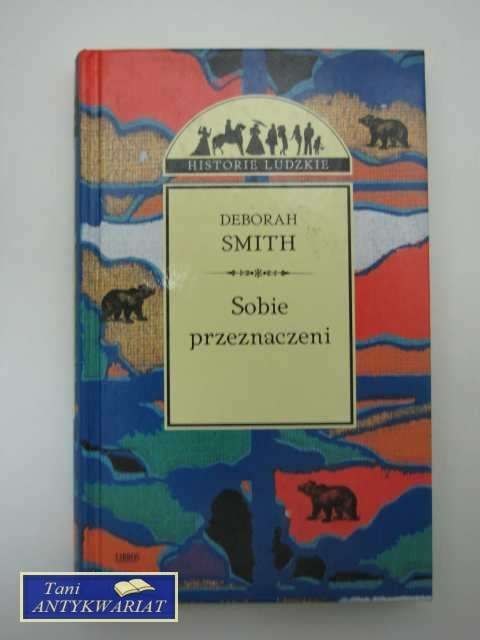 HISTORIE LUDZKIE
DEBORAH
SMITH
Sobie
przeznaczeni
LIBROS
Tani
ANTYKWARIAT